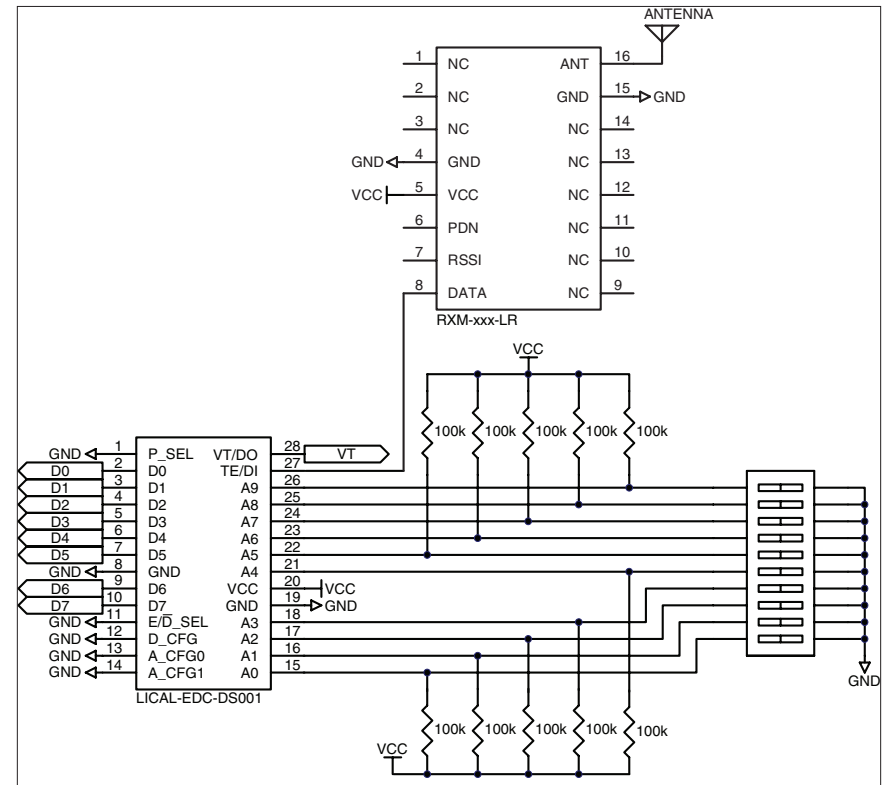 ANTENNA
1 NC ANT 16
2 NC GND 15 GND
3 NC NC 14
GND 4 GND NC 13
VCC 5 VCC NC 12
6 PDN NC 11
7 RSSI NC 10
8 DATA NC 9
RXM-xxx-LR
VCC
100k 100k 100k 100k 100k
GND 1 P_SEL VT/DO 28 VT
D0 2 D0 TE/DI 27
D1 3 D1 A9 26
D2 4 D2 A8 25
D3 5 D3 A7 24
D4 6 D4 A6 23
D5 7 D5 A5 22
GND 8 GND A4 21
D6 9 D6 VCC 20 VCC
D7 10 D7 GND 19 GND
GND 11 E/D̅_SEL A3 18
GND 12 D_CFG A2 17
GND 13 A_CFG0 A1 16
GND 14 A_CFG1 A0 15
LICAL-EDC-DS001
GND
100k 100k 100k 100k 100k
VCC